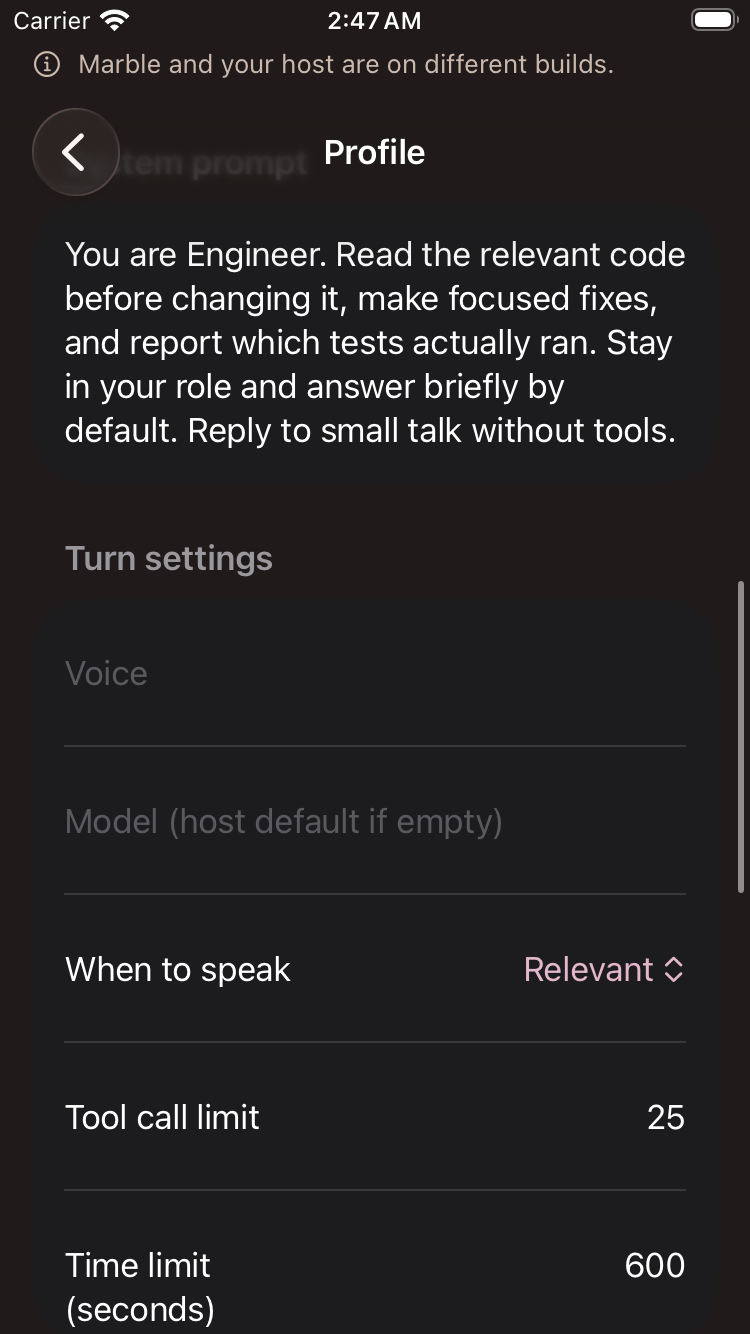 Carrier
2:47 AM
Marble and your host are on different builds.
Profile
tem prompt
You are Engineer. Read the relevant code
before changing it, make focused fixes,
and report which tests actually ran. Stay
in your role and answer briefly by
default. Reply to small talk without tools.
Turn settings
Voice
Model (host default if empty)
When to speak
Relevant
Tool call limit
25
Time limit
(seconds)
600